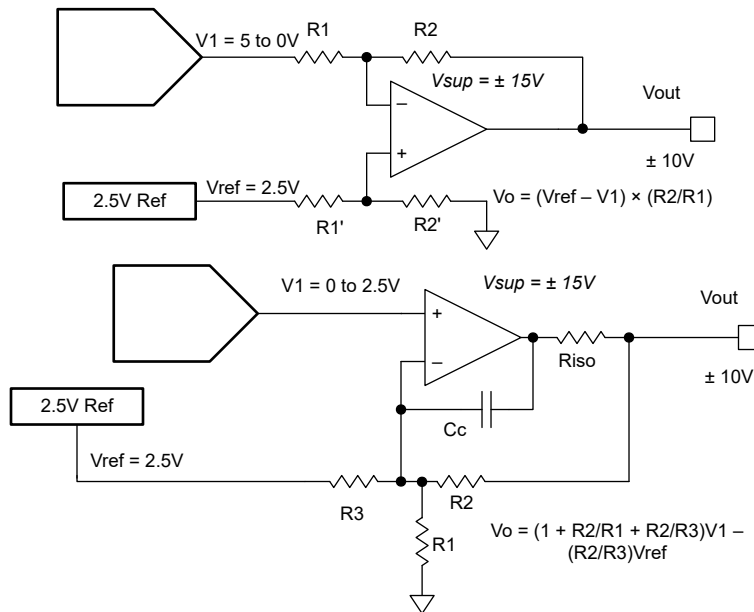 V1 = 5 to 0V
R1
R2
Vsup = ± 15V
Vout
–
+
± 10V
2.5V Ref
Vref = 2.5V
R1'
R2'
Vo = (Vref – V1) × (R2/R1)
V1 = 0 to 2.5V
Vsup = ± 15V
Vout
+
–
Riso
± 10V
2.5V Ref
Cc
Vref = 2.5V
R3
R2
R1
Vo = (1 + R2/R1 + R2/R3)V1 –
(R2/R3)Vref